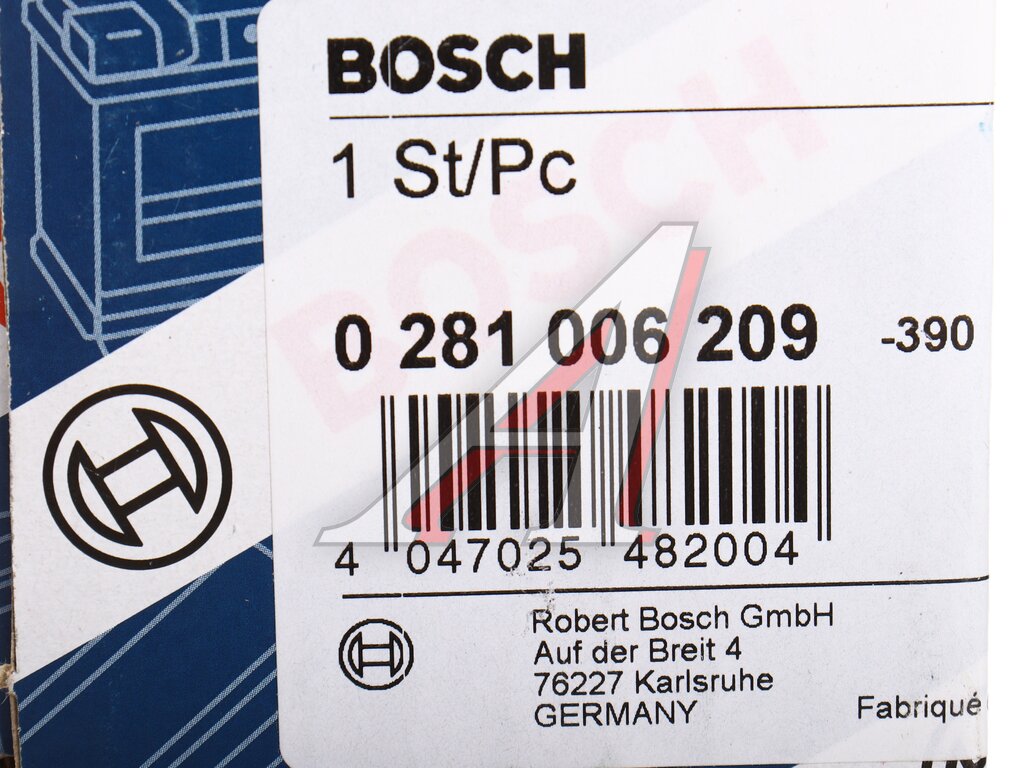 BOSCH
1 St/Pc
BOSCH
0 281 006 209 -390
4 047025 482004
Robert Bosch GmbH
Auf der Breit 4
76227 Karlsruhe
GERMANY
Fabriqué